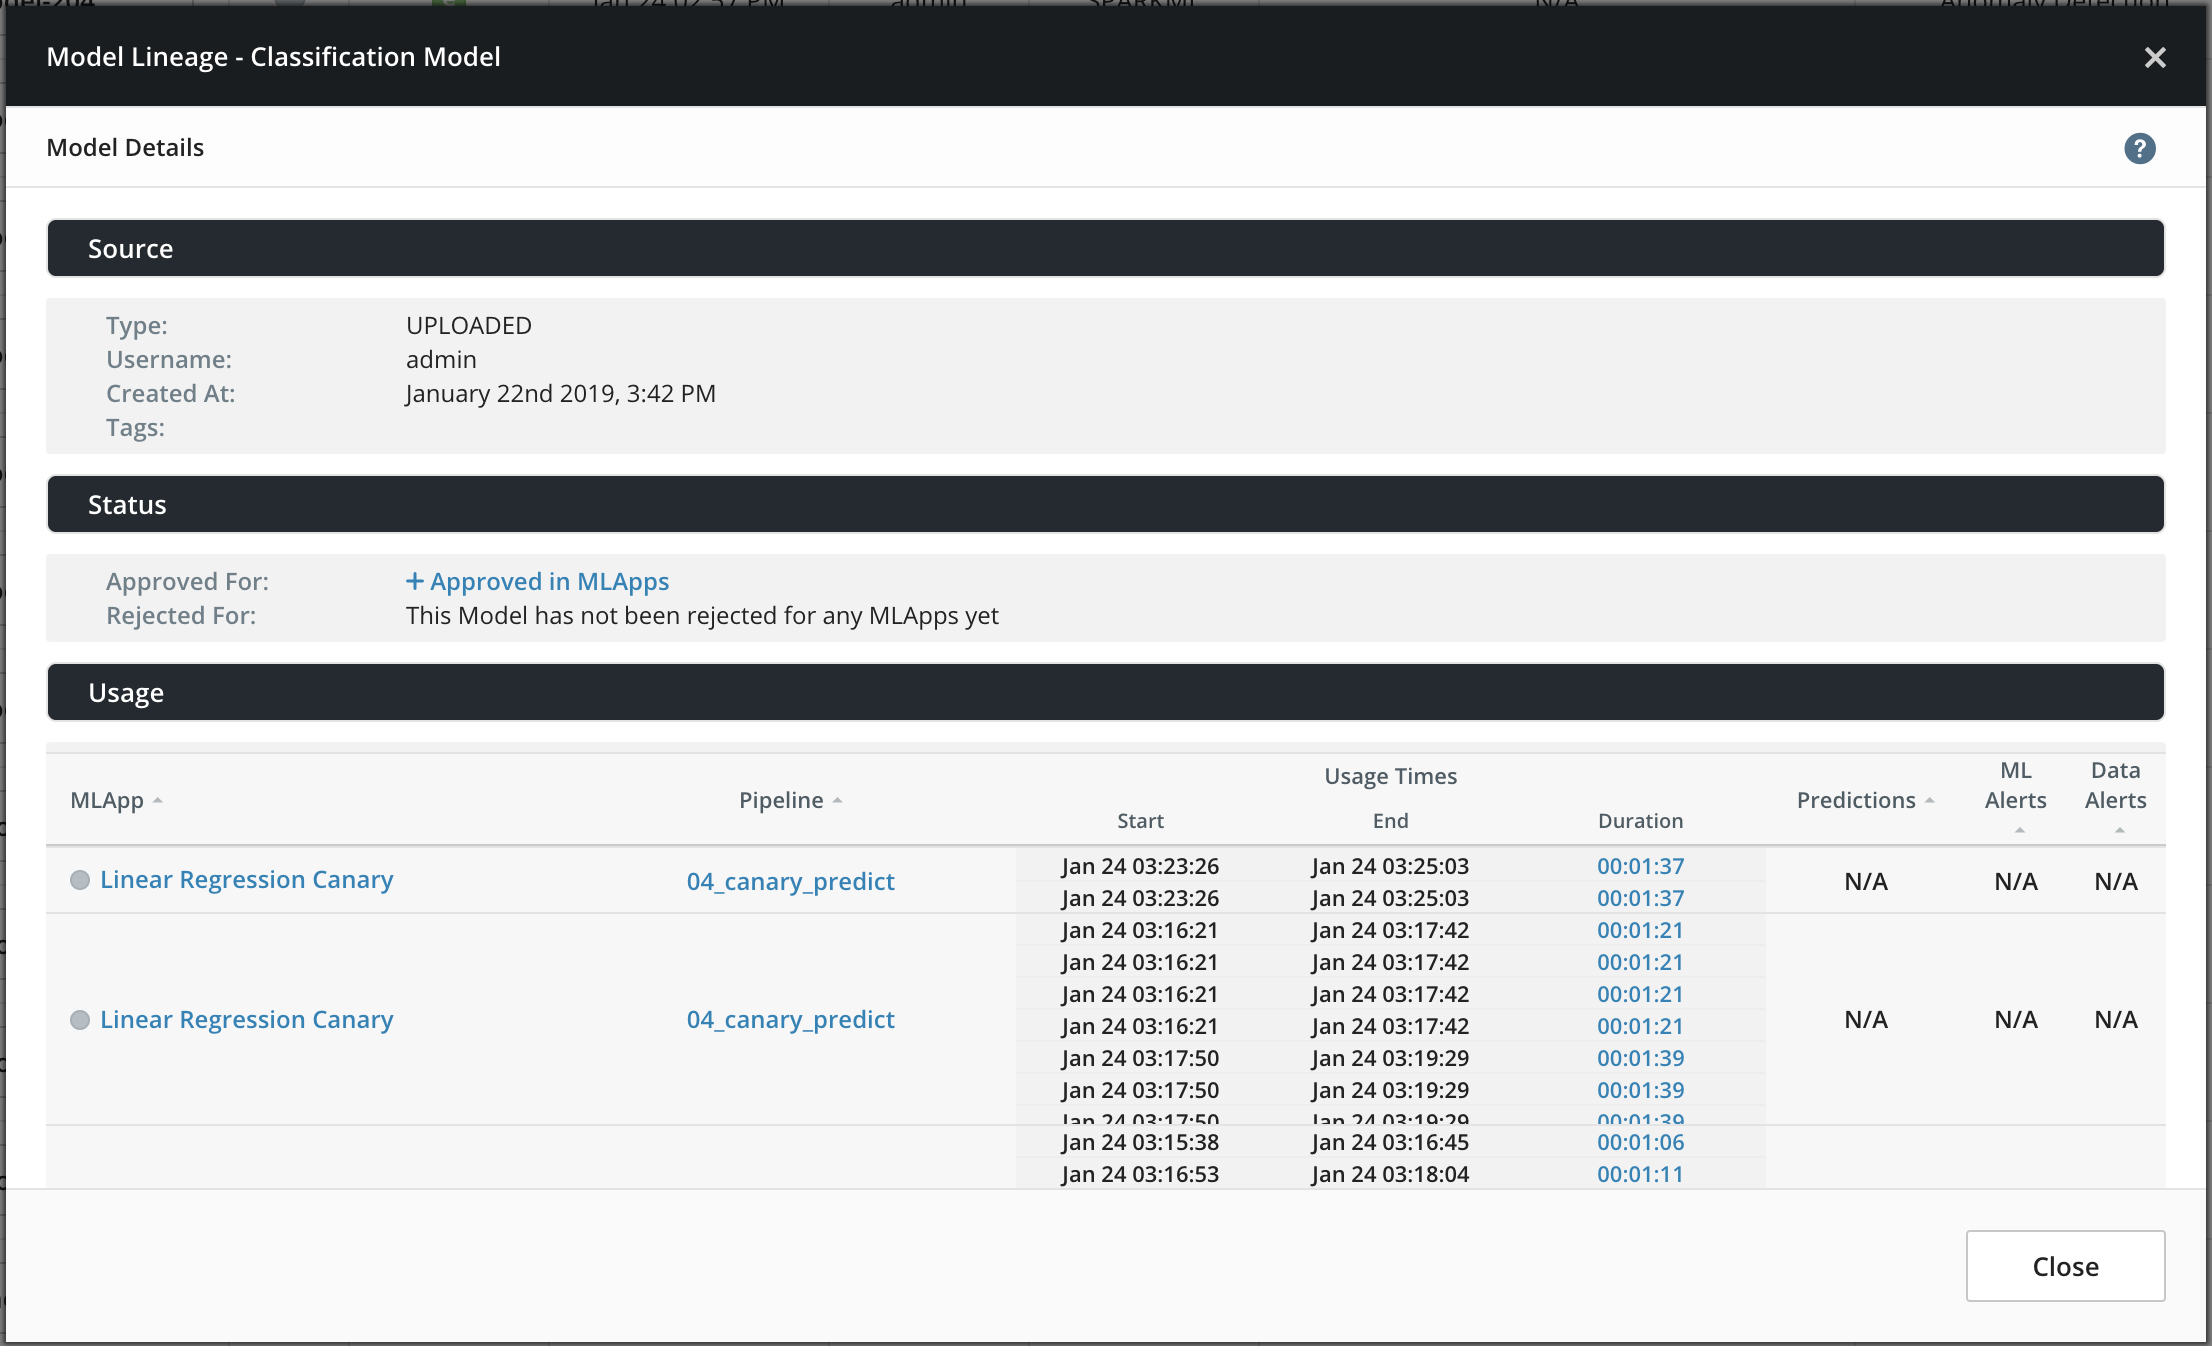 Model Lineage - Classification Model
Model Details
Source
Type: UPLOADED
Username: admin
Created At: January 22nd 2019, 3:42 PM
Tags:
Status
Approved For: + Approved in MLApps
Rejected For: This Model has not been rejected for any MLApps yet
Usage
MLApp Pipeline Usage Times Start End Duration Predictions ML Alerts Data Alerts
Linear Regression Canary 04_canary_predict Jan 24 03:23:26 Jan 24 03:25:03 00:01:37 N/A N/A N/A
Jan 24 03:23:26 Jan 24 03:25:03 00:01:37
Jan 24 03:16:21 Jan 24 03:17:42 00:01:21
Jan 24 03:16:21 Jan 24 03:17:42 00:01:21
Jan 24 03:16:21 Jan 24 03:17:42 00:01:21
Linear Regression Canary 04_canary_predict Jan 24 03:16:21 Jan 24 03:17:42 00:01:21 N/A N/A N/A
Jan 24 03:17:50 Jan 24 03:19:29 00:01:39
Jan 24 03:17:50 Jan 24 03:19:29 00:01:39
Jan 24 03:17:50 Jan 24 03:19:29 00:01:39
Jan 24 03:15:38 Jan 24 03:16:45 00:01:06
Jan 24 03:16:53 Jan 24 03:18:04 00:01:11
Close